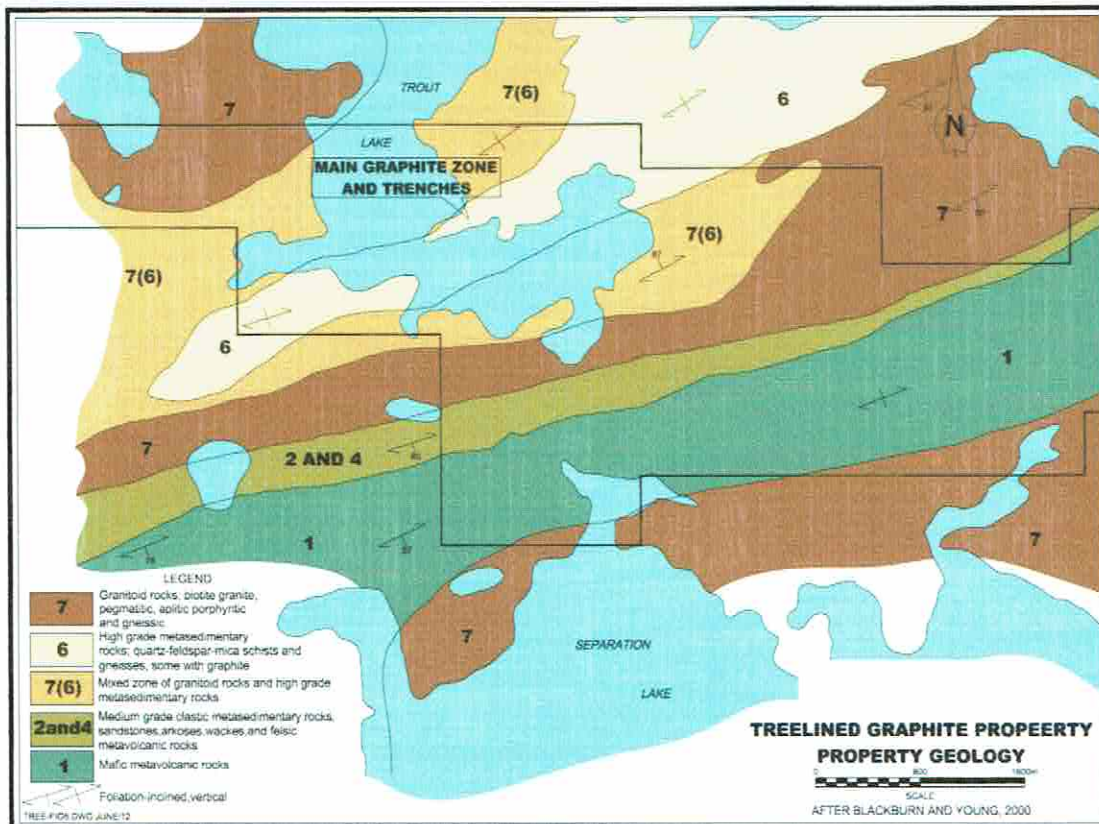 7
TROUT
7(6)
6
LAKE
N
MAIN GRAPHITE ZONE
AND TRENCHES
7
7(6)
7(6)
6
1
7
2 AND 4
1
7
7
SEPARATION
LAKE
LEGEND
7 Granitoid rocks; biotite granite,
pegmatitic, aplitic porphyritic
and gneissic
6 High grade metasedimentary
rocks; quartz-feldspar-mica schists and
gneisses, some with graphite
7(6) Mixed zone of granitoid rocks and high grade
metasedimentary rocks
2and4 Medium grade clastic metasedimentary rocks,
sandstones,arkoses,wackes,and felsic
metavolcanic rocks
1 Mafic metavolcanic rocks
Foliation-inclined,vertical
TREELINED GRAPHITE PROPEERTY
PROPERTY GEOLOGY
0 800 1600m
SCALE
AFTER BLACKBURN AND YOUNG, 2000